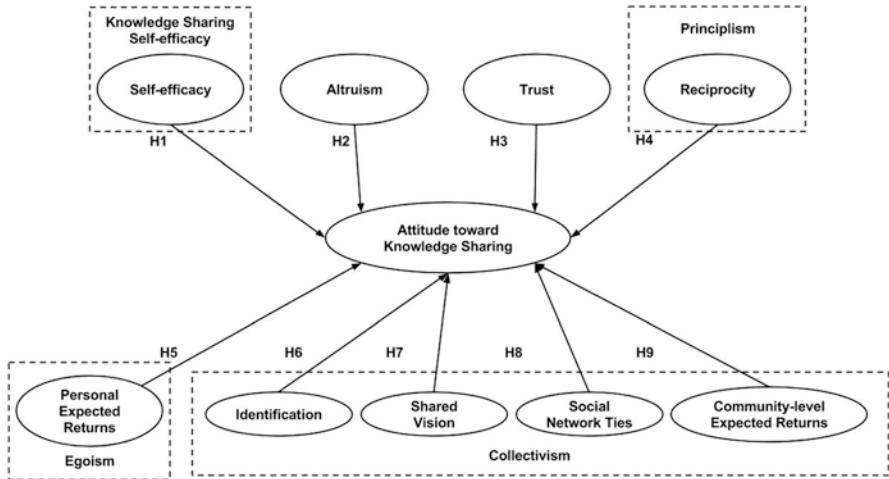 Knowledge Sharing
Self-efficacy
Principlism
Self-efficacy
Altruism
Trust
Reciprocity
H1
H2
H3
H4
Attitude toward
Knowledge Sharing
H5
H6
H7
H8
H9
Personal
Expected
Returns
Identification
Shared
Vision
Social
Network Ties
Community-level
Expected Returns
Egoism
Collectivism